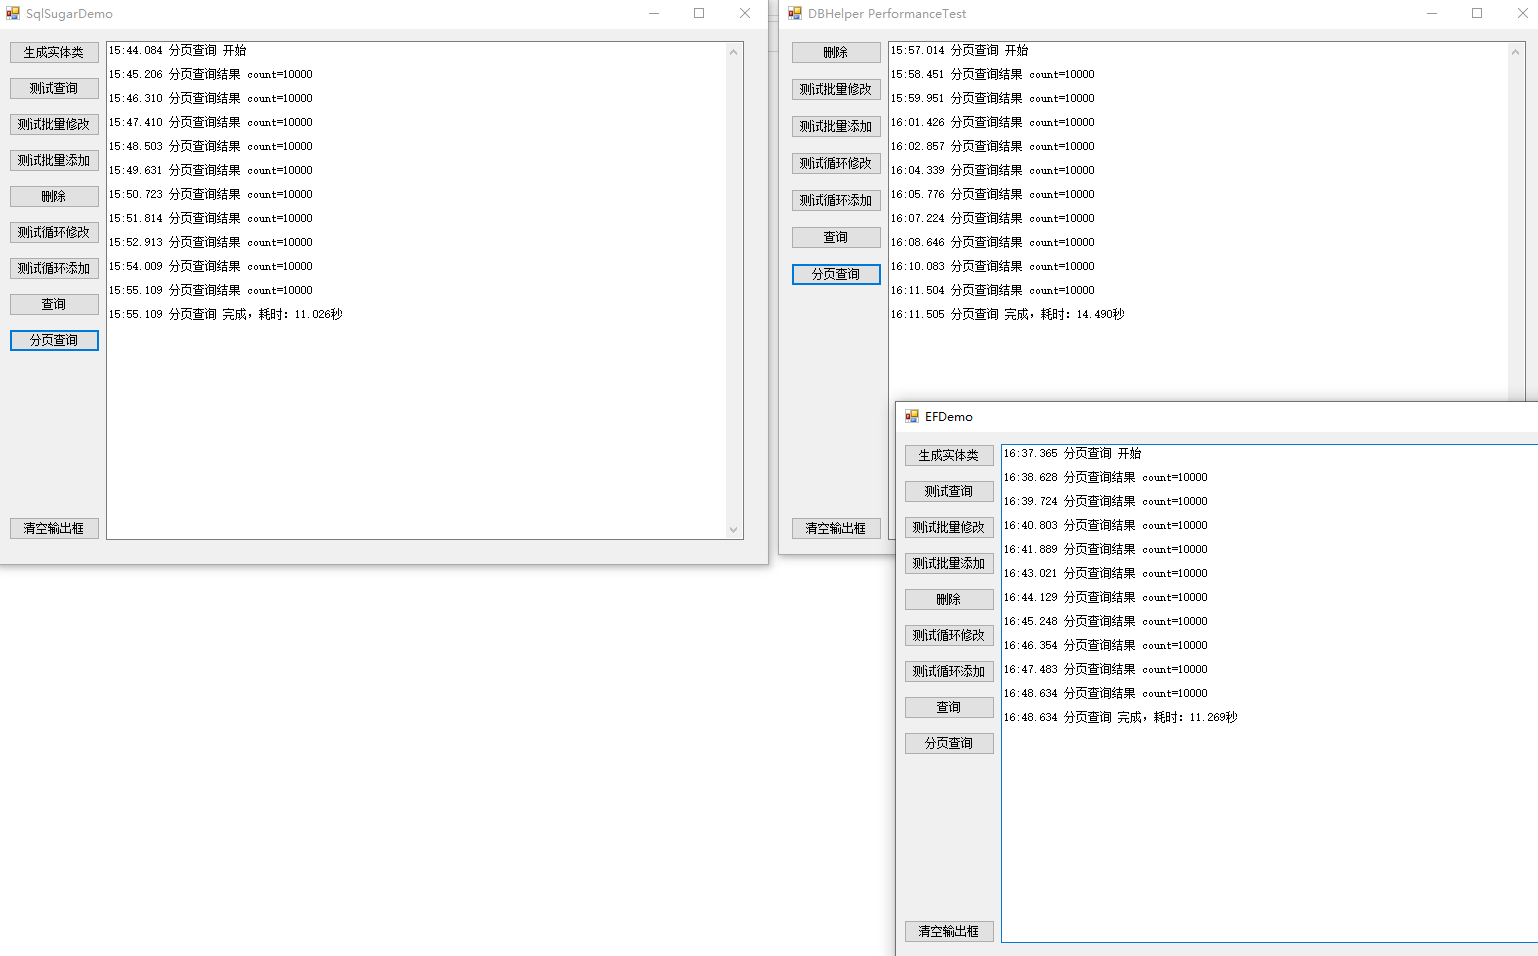 SqlSugarDemo
生成实体类
测试查询
测试批量修改
测试批量添加
删除
测试循环修改
测试循环添加
查询
分页查询
清空输出框
15:44.084 分页查询 开始
15:45.206 分页查询结果 count=10000
15:46.310 分页查询结果 count=10000
15:47.410 分页查询结果 count=10000
15:48.503 分页查询结果 count=10000
15:49.631 分页查询结果 count=10000
15:50.723 分页查询结果 count=10000
15:51.814 分页查询结果 count=10000
15:52.913 分页查询结果 count=10000
15:54.009 分页查询结果 count=10000
15:55.109 分页查询结果 count=10000
15:55.109 分页查询 完成，耗时：11.026秒
DBHelper PerformanceTest
删除
测试批量修改
测试批量添加
测试循环修改
测试循环添加
查询
分页查询
清空输出框
15:57.014 分页查询 开始
15:58.451 分页查询结果 count=10000
15:59.951 分页查询结果 count=10000
16:01.426 分页查询结果 count=10000
16:02.857 分页查询结果 count=10000
16:04.339 分页查询结果 count=10000
16:05.776 分页查询结果 count=10000
16:07.224 分页查询结果 count=10000
16:08.646 分页查询结果 count=10000
16:10.083 分页查询结果 count=10000
16:11.504 分页查询结果 count=10000
16:11.505 分页查询 完成，耗时：14.490秒
EFDemo
生成实体类
测试查询
测试批量修改
测试批量添加
删除
测试循环修改
测试循环添加
查询
分页查询
清空输出框
16:37.365 分页查询 开始
16:38.628 分页查询结果 count=10000
16:39.724 分页查询结果 count=10000
16:40.803 分页查询结果 count=10000
16:41.889 分页查询结果 count=10000
16:43.021 分页查询结果 count=10000
16:44.129 分页查询结果 count=10000
16:45.248 分页查询结果 count=10000
16:46.354 分页查询结果 count=10000
16:47.483 分页查询结果 count=10000
16:48.634 分页查询结果 count=10000
16:48.634 分页查询 完成，耗时：11.269秒